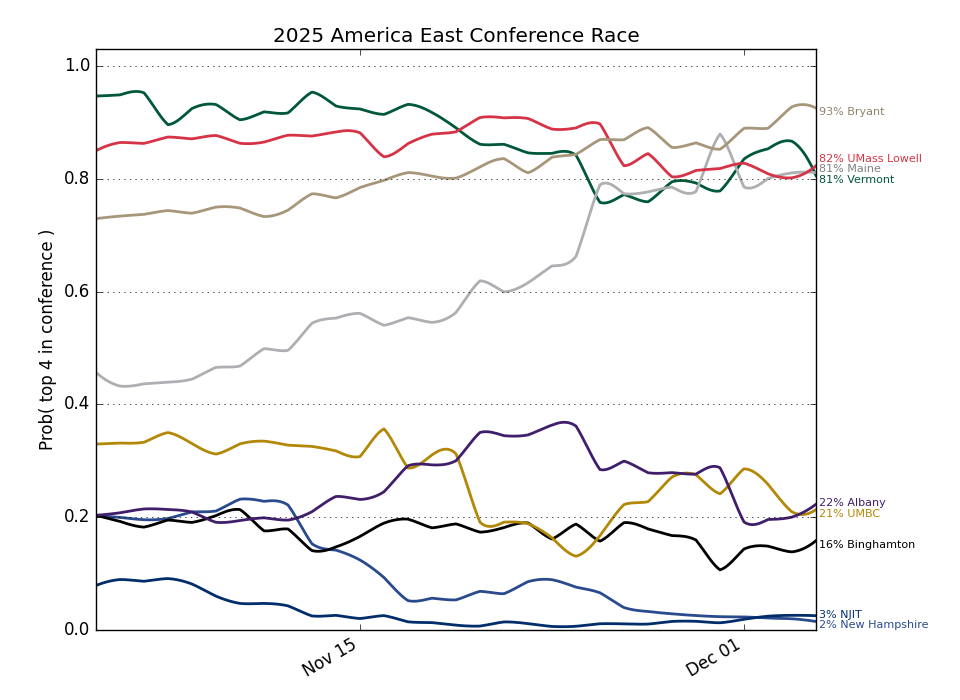 2025 America East Conference Race
Prob( top 4 in conference )
1.0
0.8
0.6
0.4
0.2
0.0
93% Bryant
82% UMass Lowell
81% Maine
81% Vermont
22% Albany
21% UMBC
16% Binghamton
3% NJIT
2% New Hampshire
Nov 15
Dec 01